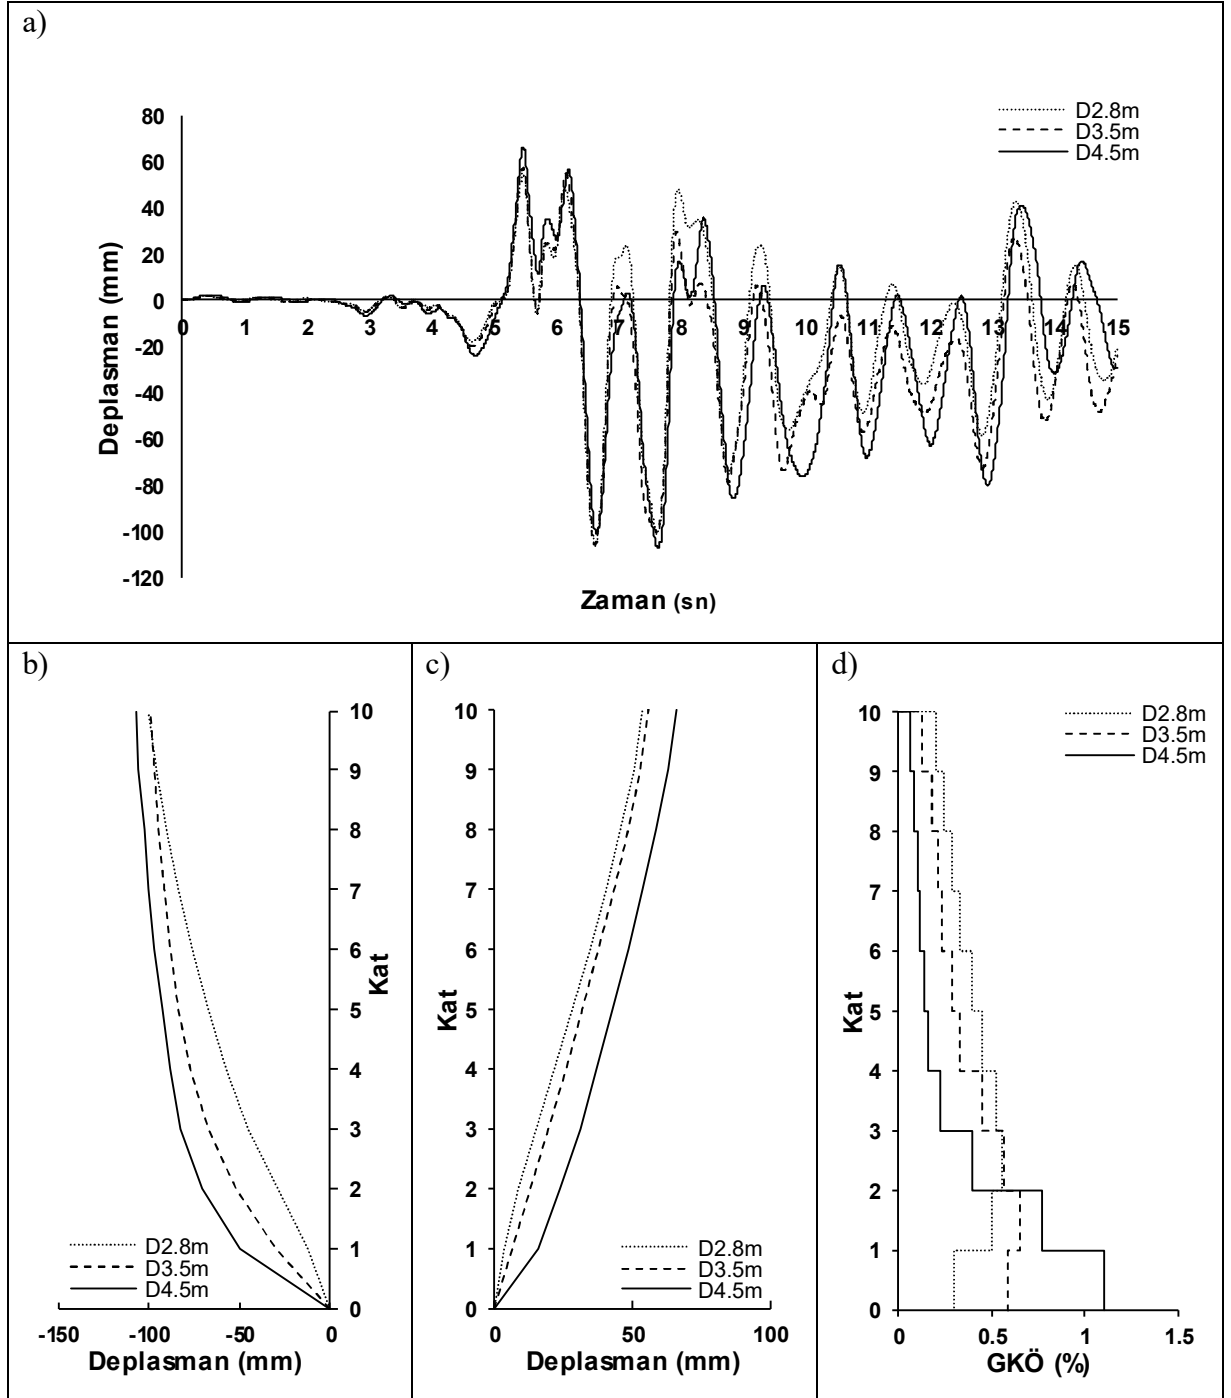 a)
80
60
40
20
0
-20
-40
-60
-80
-100
-120
Deplasman (mm)
0 1 2 3 4 5 6 7 8 9 10 11 12 13 14 15
Zaman (sn)
D2.8m
D3.5m
D4.5m
b)
10
9
8
7
6
5
4
3
2
1
0
Kat
D2.8m
D3.5m
D4.5m
-150 -100 -50 0
Deplasman (mm)
c)
10
9
8
7
6
5
4
3
2
1
0
Kat
D2.8m
D3.5m
D4.5m
0 50 100
Deplasman (mm)
d)
D2.8m
D3.5m
D4.5m
10
9
8
7
6
5
4
3
2
1
0
Kat
0 0.5 1 1.5
GKÖ (%)